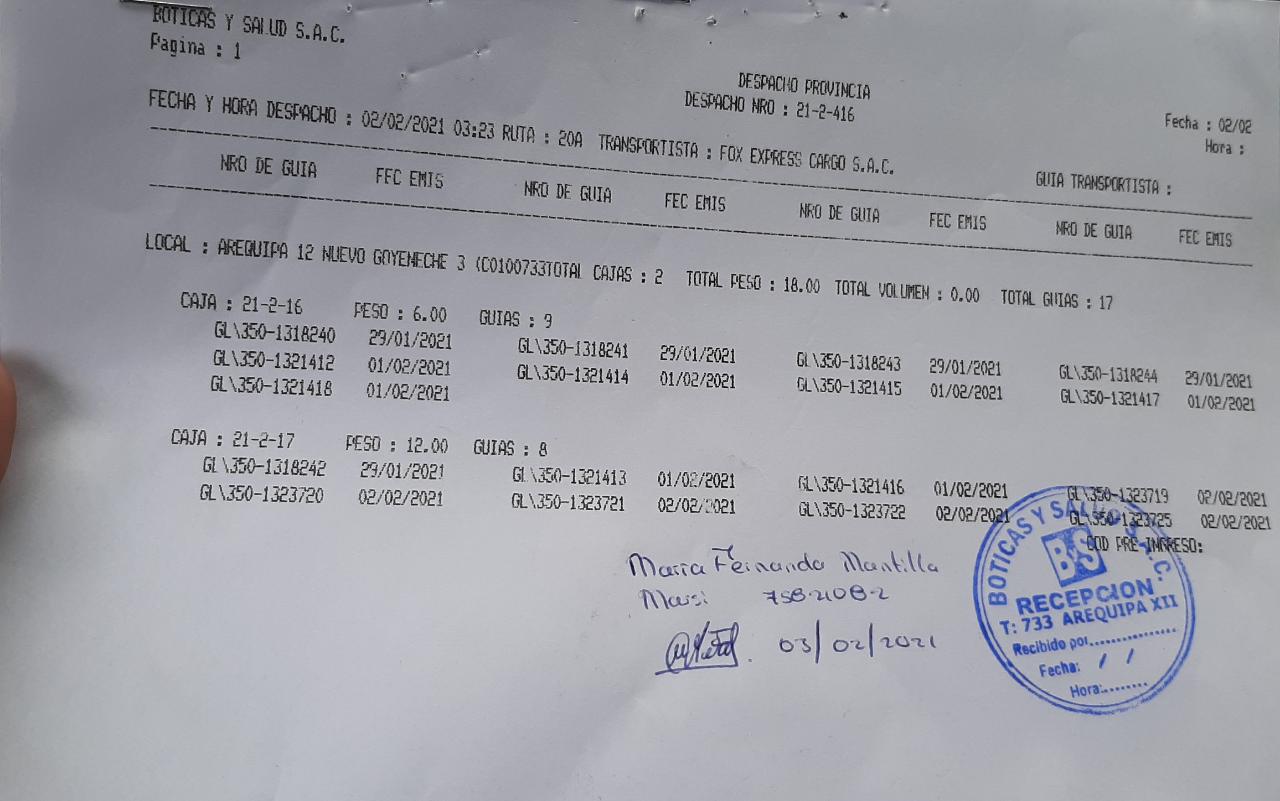 BOTICAS Y SALUD S.A.C.
Pagina : 1
DESPACHO PROVINCIA
DESPACHO NRO : 21-2-416
Fecha : 02/02
Hora :
FECHA Y HORA DESPACHO : 02/02/2021 03:23 RUTA : 20A TRANSPORTISTA : FOX EXPRESS CARGO S.A.C. GUIA TRANSPORTISTA :
NRO DE GUIA FEC EMIS NRO DE GUIA FEC EMIS NRO DE GUIA FEC EMIS NRO DE GUIA FEC EMIS
LOCAL : AREQUIPA 12 NUEVO GOYENECHE 3 (C0100733TOTAL CAJAS : 2 TOTAL PESO : 18.00 TOTAL VOLUMEN : 0.00 TOTAL GUIAS : 17
CAJA : 21-2-16 PESO : 6.00 GUIAS : 9
GL\350-1318240 29/01/2021 GL\350-1318241 29/01/2021 GL\350-1318243 29/01/2021 GL\350-1318244 29/01/2021
GL\350-1321412 01/02/2021 GL\350-1321414 01/02/2021 GL\350-1321415 01/02/2021 GL\350-1321417 01/02/2021
GL\350-1321418 01/02/2021
CAJA : 21-2-17 PESO : 12.00 GUIAS : 8
GL\350-1318242 29/01/2021 GL\350-1321413 01/02/2021 GL\350-1321416 01/02/2021 GL\350-1323719 02/02/2021
GL\350-1323720 02/02/2021 GL\350-1323721 02/02/2021 GL\350-1323722 02/02/2021 GL\350-1323725 02/02/2021
COD PRE-INGRESO:
Maria Fernanda Mantilla
03/02/2021
BOTICAS Y SALUD S.A.C.
B&S
RECEPCION
T: 733 AREQUIPA XII
Recibido por................
Fecha: / /
Hora:........